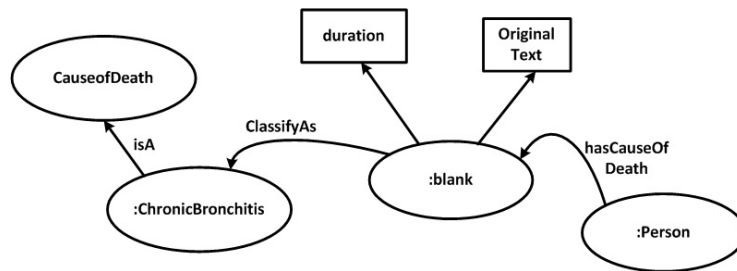 duration
Original
Text
CauseofDeath
ClassifyAs
isA
hasCauseOf
Death
:blank
:ChronicBronchitis
:Person